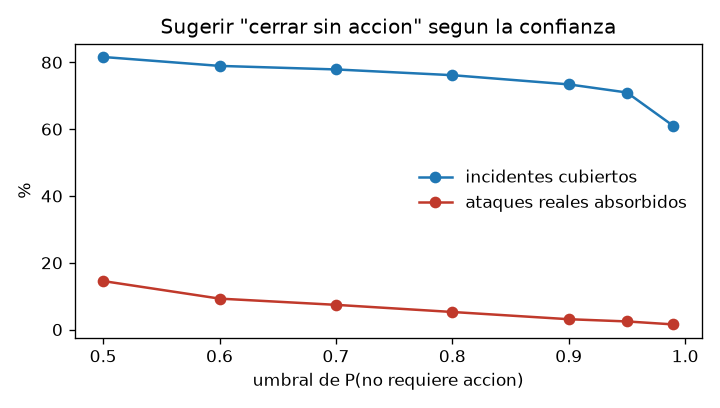 Sugerir "cerrar sin accion" segun la confianza
%
80
60
40
20
0
incidentes cubiertos
ataques reales absorbidos
0.5 0.6 0.7 0.8 0.9 1.0
umbral de P(no requiere accion)